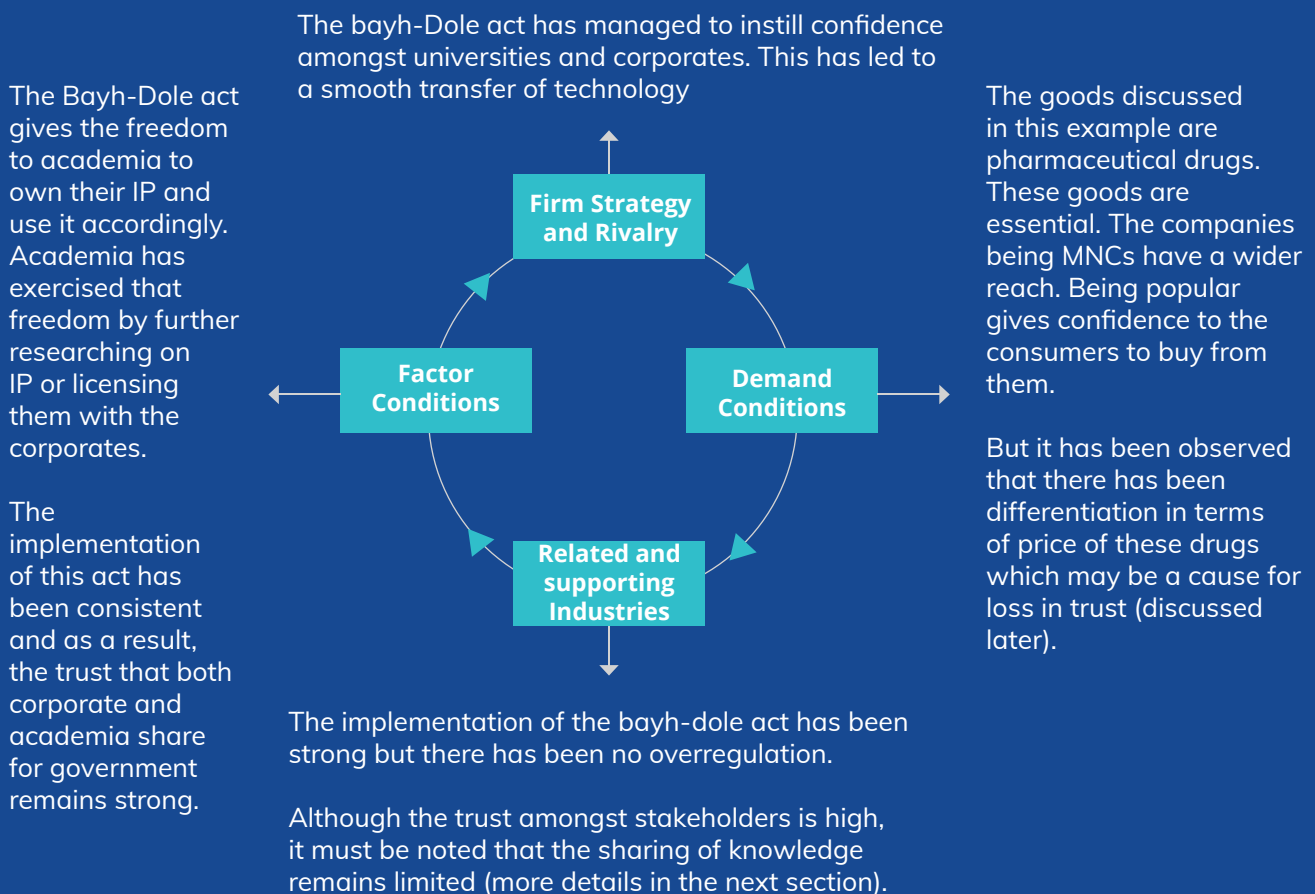 The bayh-Dole act has managed to instill confidence
amongst universities and corporates. This has led to
a smooth transfer of technology
The Bayh-Dole act
gives the freedom
to academia to
own their IP and
use it accordingly.
Academia has
exercised that
freedom by further
researching on
IP or licensing
them with the
corporates.
The
implementation
of this act has
been consistent
and as a result,
the trust that both
corporate and
academia share
for government
remains strong.
Firm Strategy
and Rivalry
Factor
Conditions
Demand
Conditions
Related and
supporting
Industries
The goods discussed
in this example are
pharmaceutical drugs.
These goods are
essential. The companies
being MNCs have a wider
reach. Being popular
gives confidence to the
consumers to buy from
them.
But it has been observed
that there has been
differentiation in terms
of price of these drugs
which may be a cause for
loss in trust (discussed
later).
The implementation of the bayh-dole act has been
strong but there has been no overregulation.
Although the trust amongst stakeholders is high,
it must be noted that the sharing of knowledge
remains limited (more details in the next section).